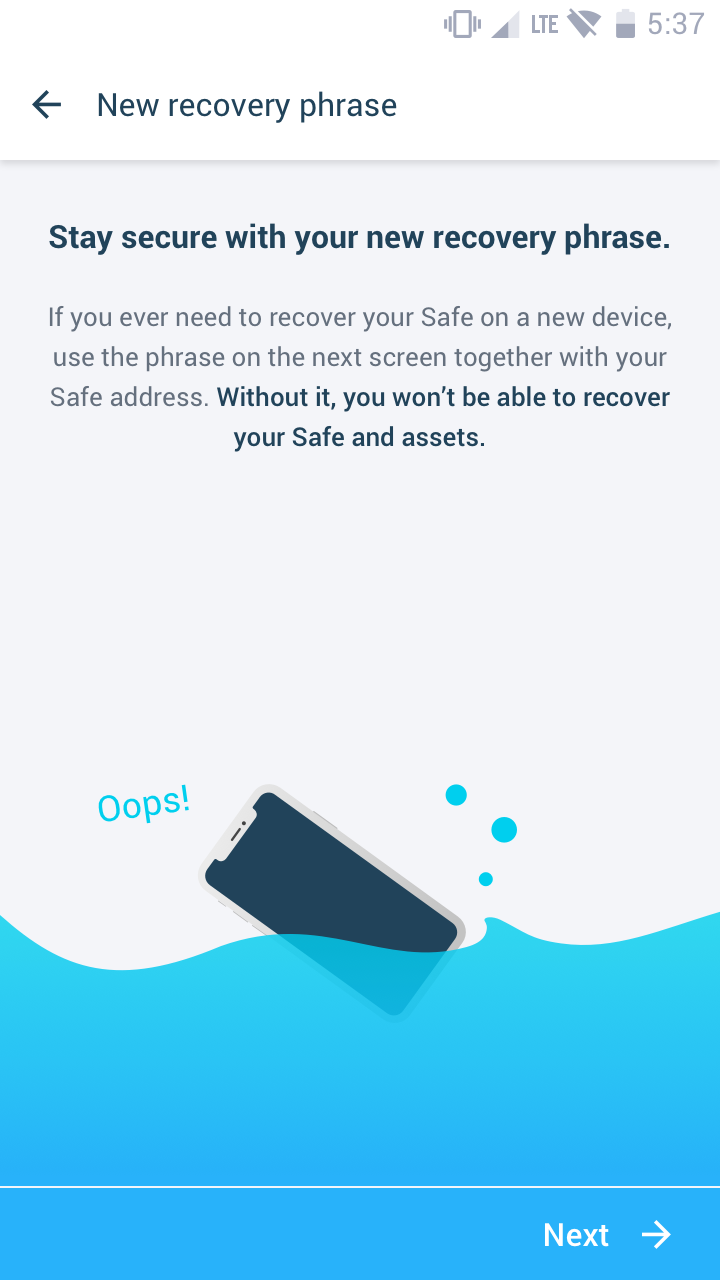 LTE 5:37
New recovery phrase
Stay secure with your new recovery phrase.
If you ever need to recover your Safe on a new device,
use the phrase on the next screen together with your
Safe address. Without it, you won’t be able to recover
your Safe and assets.
Oops!
Next